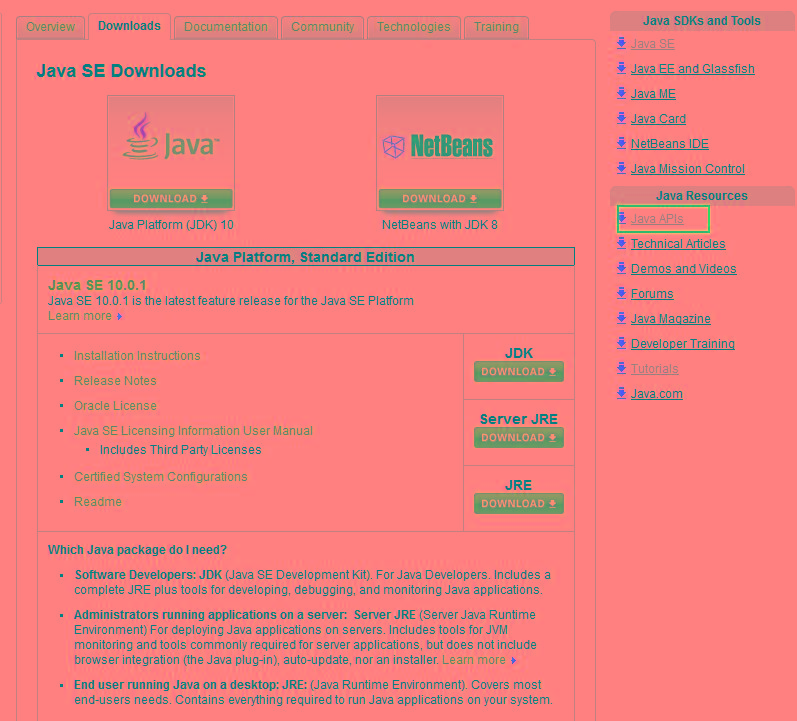 Overview
Downloads
Documentation
Community
Technologies
Training
Java SE Downloads
Java™
DOWNLOAD
Java Platform (JDK) 10
NetBeans
DOWNLOAD
NetBeans with JDK 8
Java Platform, Standard Edition
Java SE 10.0.1
Java SE 10.0.1 is the latest feature release for the Java SE Platform
Learn more
Installation Instructions
Release Notes
Oracle License
Java SE Licensing Information User Manual
Includes Third Party Licenses
Certified System Configurations
Readme
JDK
DOWNLOAD
Server JRE
DOWNLOAD
JRE
DOWNLOAD
Which Java package do I need?
Software Developers: JDK (Java SE Development Kit). For Java Developers. Includes a
complete JRE plus tools for developing, debugging, and monitoring Java applications.
Administrators running applications on a server: Server JRE (Server Java Runtime
Environment) For deploying Java applications on servers. Includes tools for JVM
monitoring and tools commonly required for server applications, but does not include
browser integration (the Java plug-in), auto-update, nor an installer. Learn more
End user running Java on a desktop: JRE: (Java Runtime Environment). Covers most
end-users needs. Contains everything required to run Java applications on your system.
Java SDKs and Tools
Java SE
Java EE and Glassfish
Java ME
Java Card
NetBeans IDE
Java Mission Control
Java Resources
Java APIs
Technical Articles
Demos and Videos
Forums
Java Magazine
Developer Training
Tutorials
Java.com